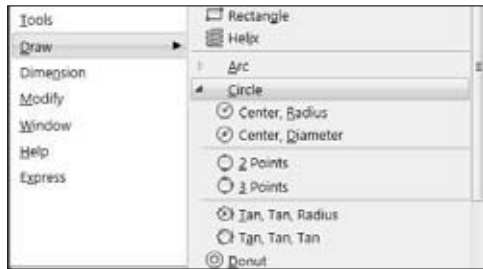 Tools
Draw
Dimension
Modify
Window
Help
Express
Rectangle
Helix
Arc
Circle
Center, Radius
Center, Diameter
2 Points
3 Points
Tan, Tan, Radius
Tan, Tan, Tan
Donut